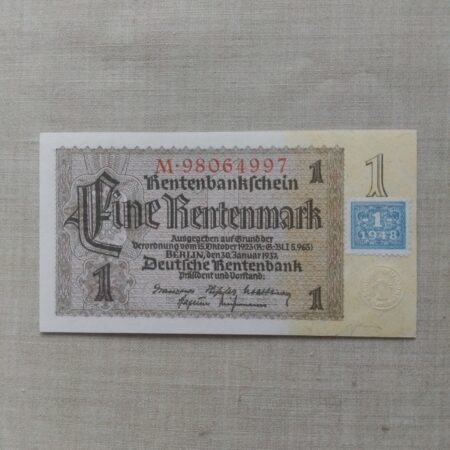 M·98064997
1
Rentenbankschein
1
Eine Rentenmark
1
1948
Ausgegeben auf Grund der
Verordnung vom 15. Oktober 1923 (R.G.Bl.I S.963)
BERLIN, den 30. Januar 1937
Deutsche Rentenbank
Präsident und Vorstand:
1
1